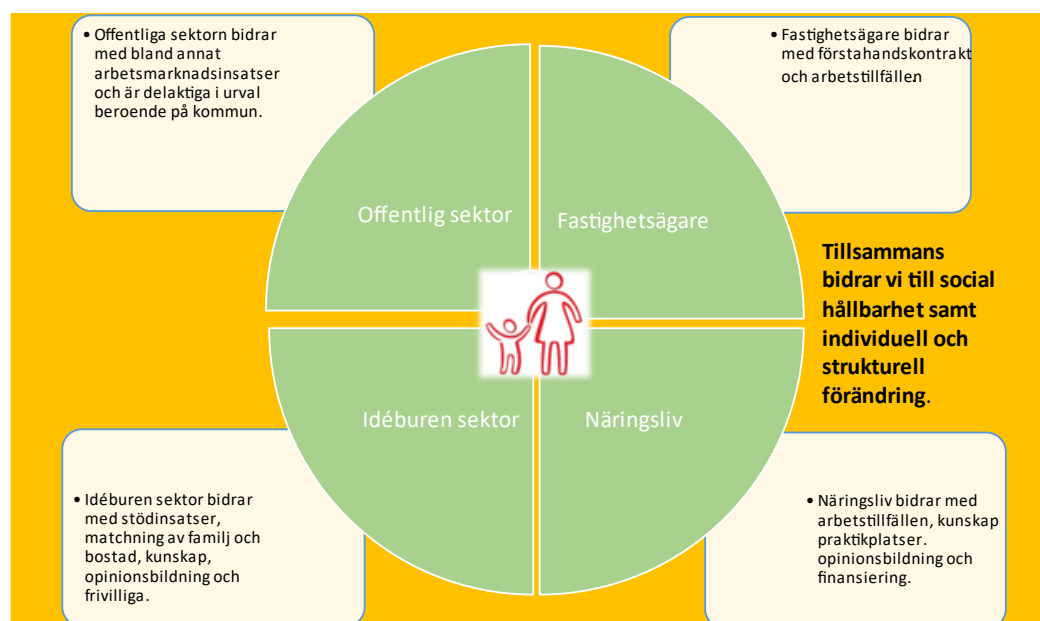 • Offentliga sektorn bidrar
med bland annat
arbetsmarknadsinsatser
och är delaktiga i urval
beroende på kommun.
• Fastighetsägare bidrar
med förstahandskontrakt
och arbetstillfällen
Offentlig sektor
Fastighetsägare
Tillsammans
bidrar vi till social
hållbarhet samt
individuell och
strukturell
förändring.
Idéburen sektor
Näringsliv
• Idéburen sektor bidrar
med stödinsatser,
matchning av familj och
bostad, kunskap,
opinionsbildning och
frivilliga.
• Näringsliv bidrar med
arbetstillfällen, kunskap
praktikplatser.
opinionsbildning och
finansiering.